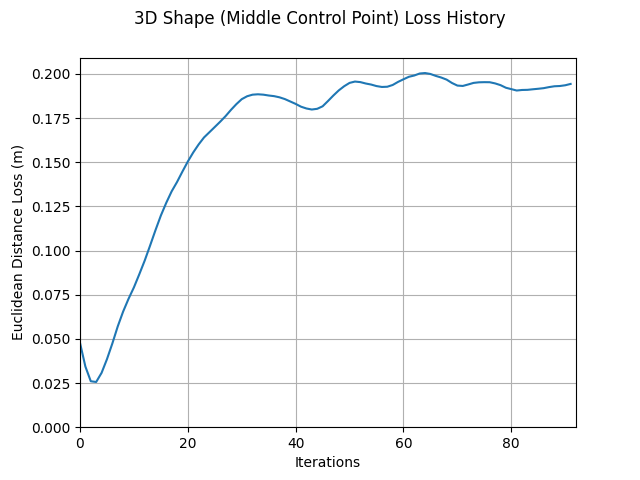 3D Shape (Middle Control Point) Loss History
0.200
0.175
0.150
0.125
0.100
0.075
0.050
0.025
0.000
Euclidean Distance Loss (m)
0 20 40 60 80
Iterations